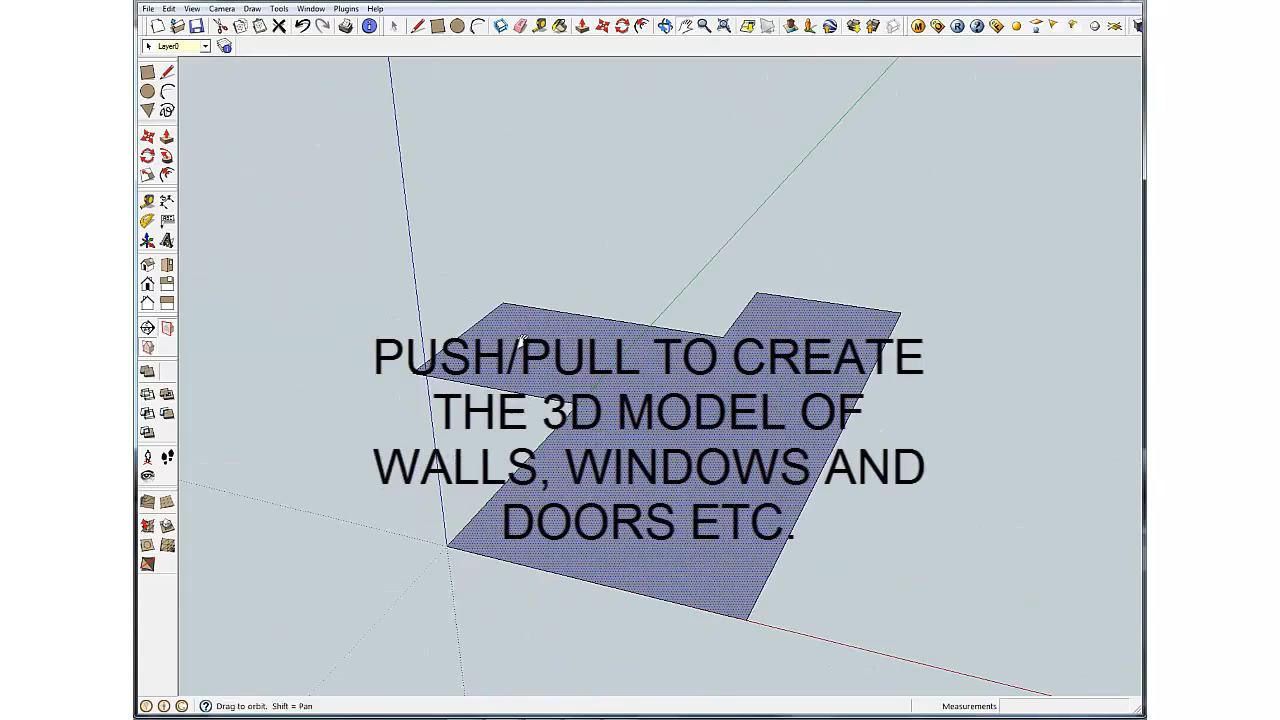 File Edit View Camera Draw Tools Window Plugins Help
Layer0
PUSH/PULL TO CREATE
THE 3D MODEL OF
WALLS, WINDOWS AND
DOORS ETC.
Drag to orbit. Shift = Pan
Measurements